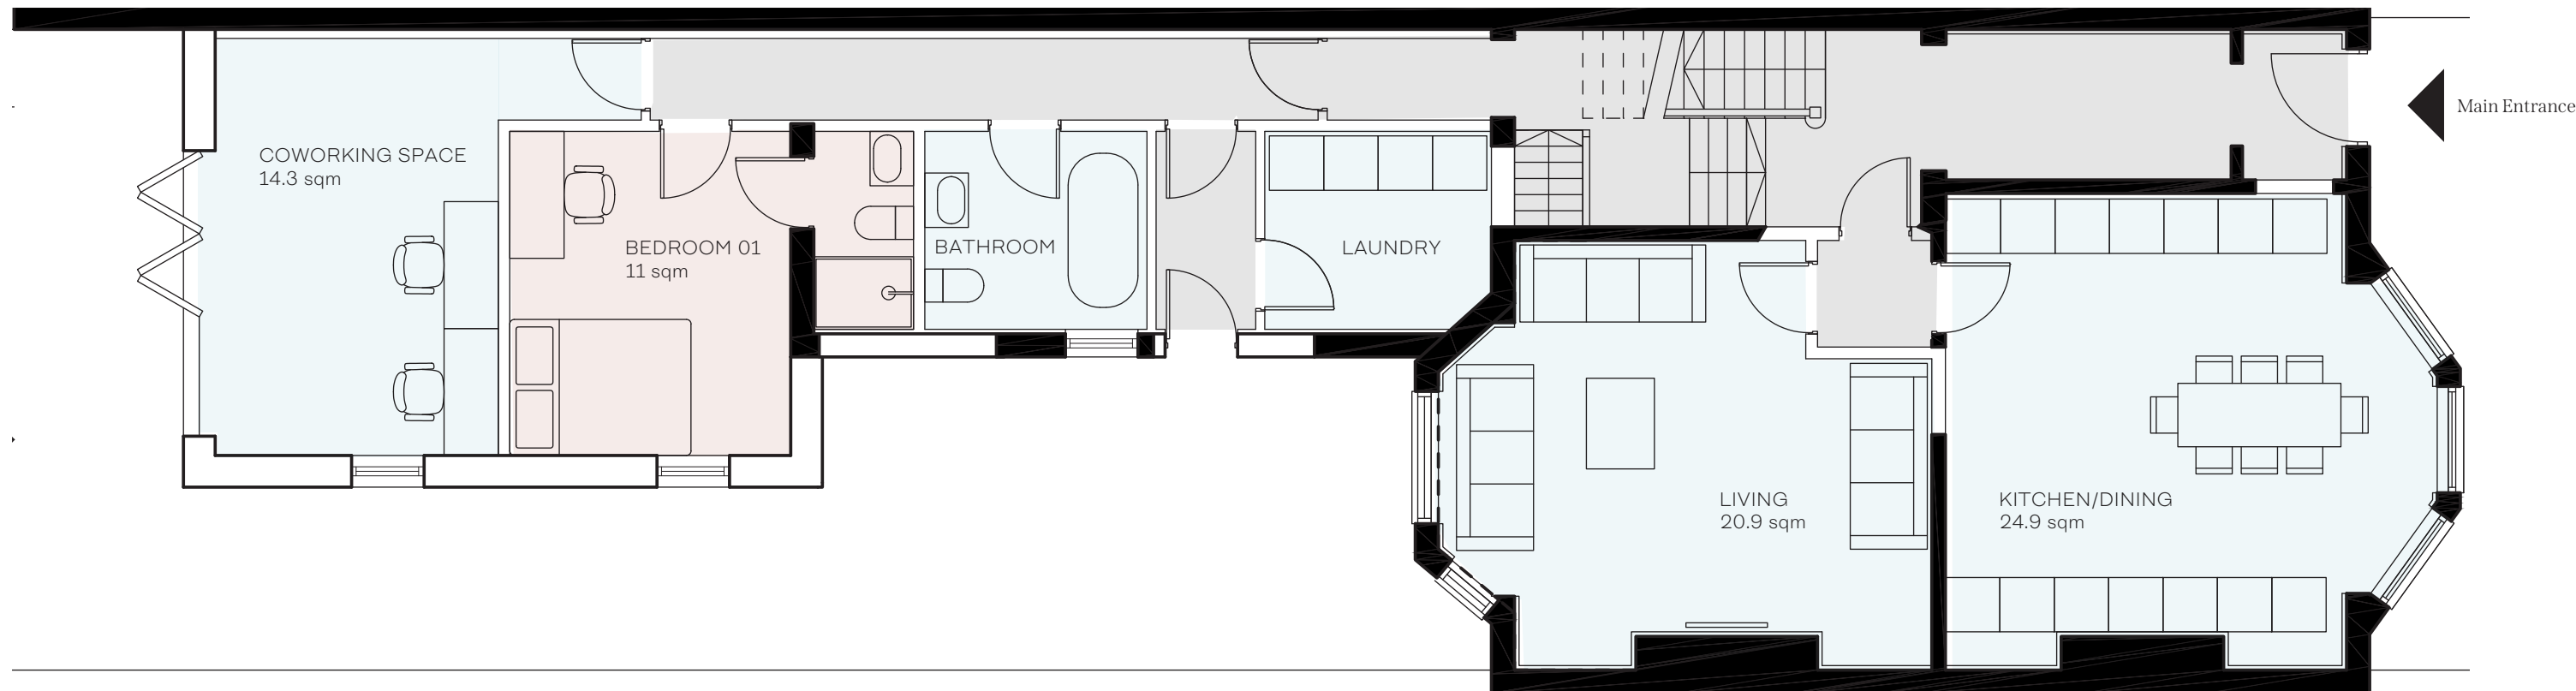 Main Entrance
COWORKING SPACE
14.3 sqm
BEDROOM 01
11 sqm
BATHROOM
LAUNDRY
LIVING
20.9 sqm
KITCHEN/DINING
24.9 sqm